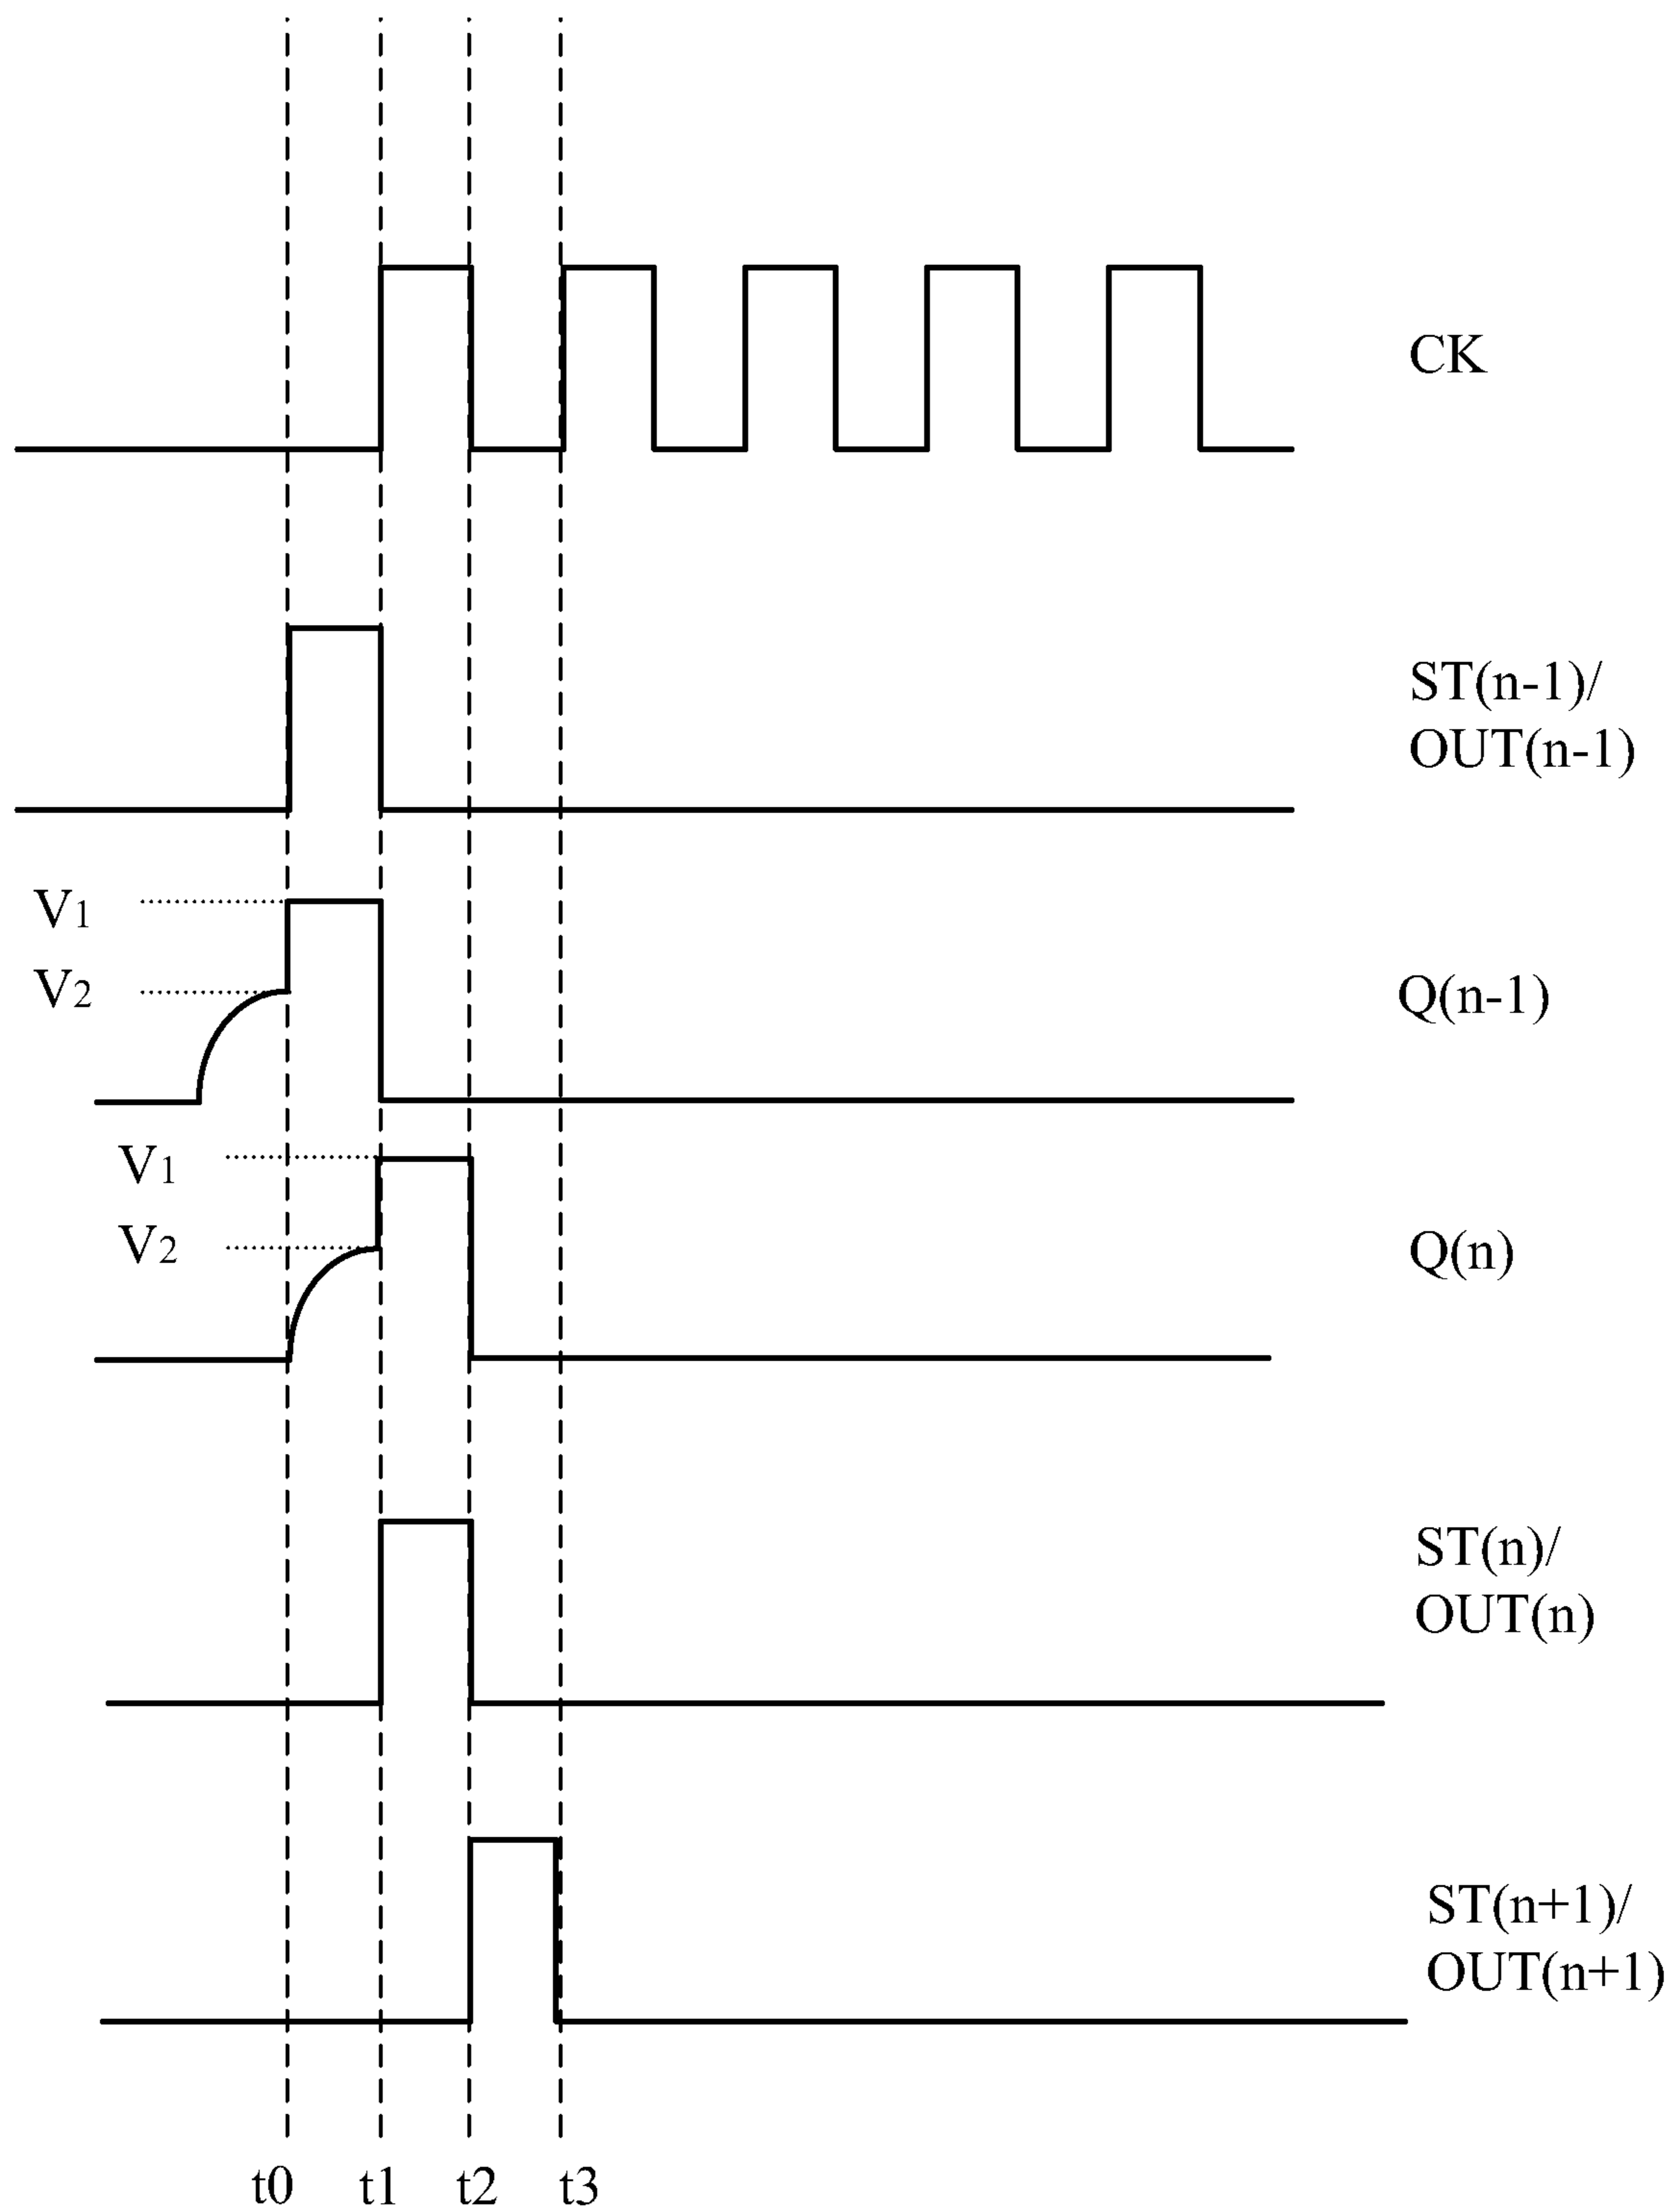 CK
ST(n-1)/
OUT(n-1)
V1
V2
Q(n-1)
V1
V2
Q(n)
ST(n)/
OUT(n)
ST(n+1)/
OUT(n+1)
t0 t1 t2 t3